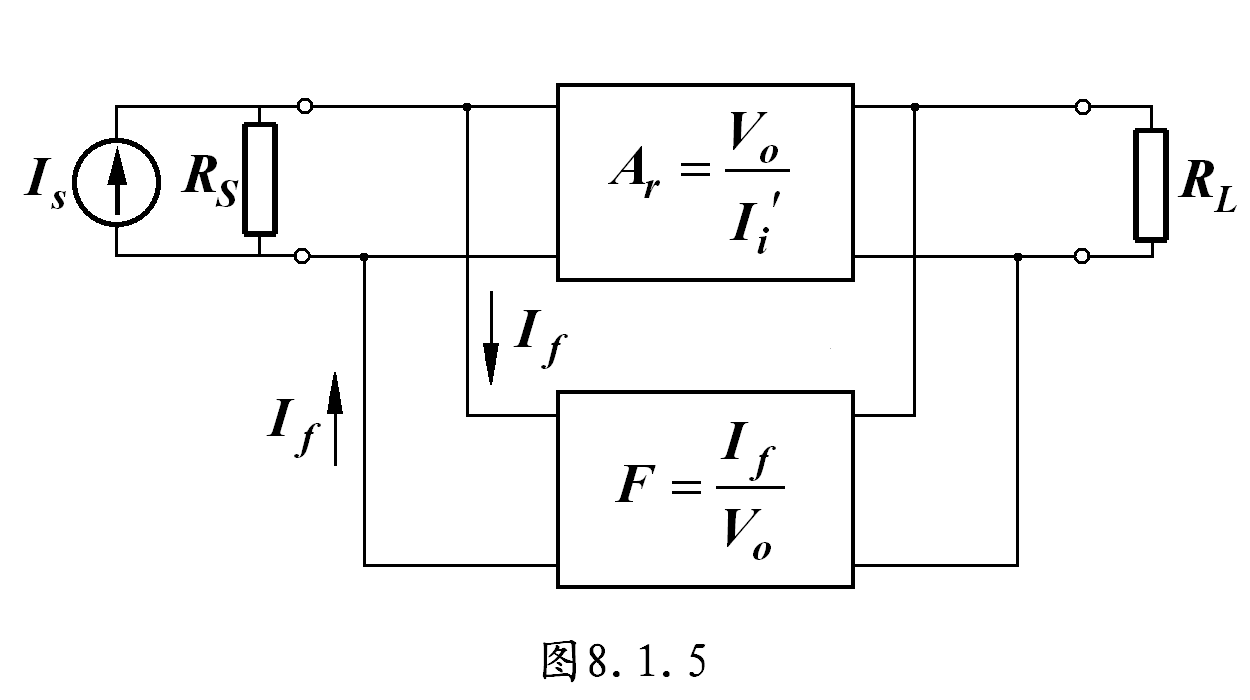 I_s
R_S
A_r = V_o / I_i'
R_L
I_f
I_f
F = I_f / V_o
图8.1.5